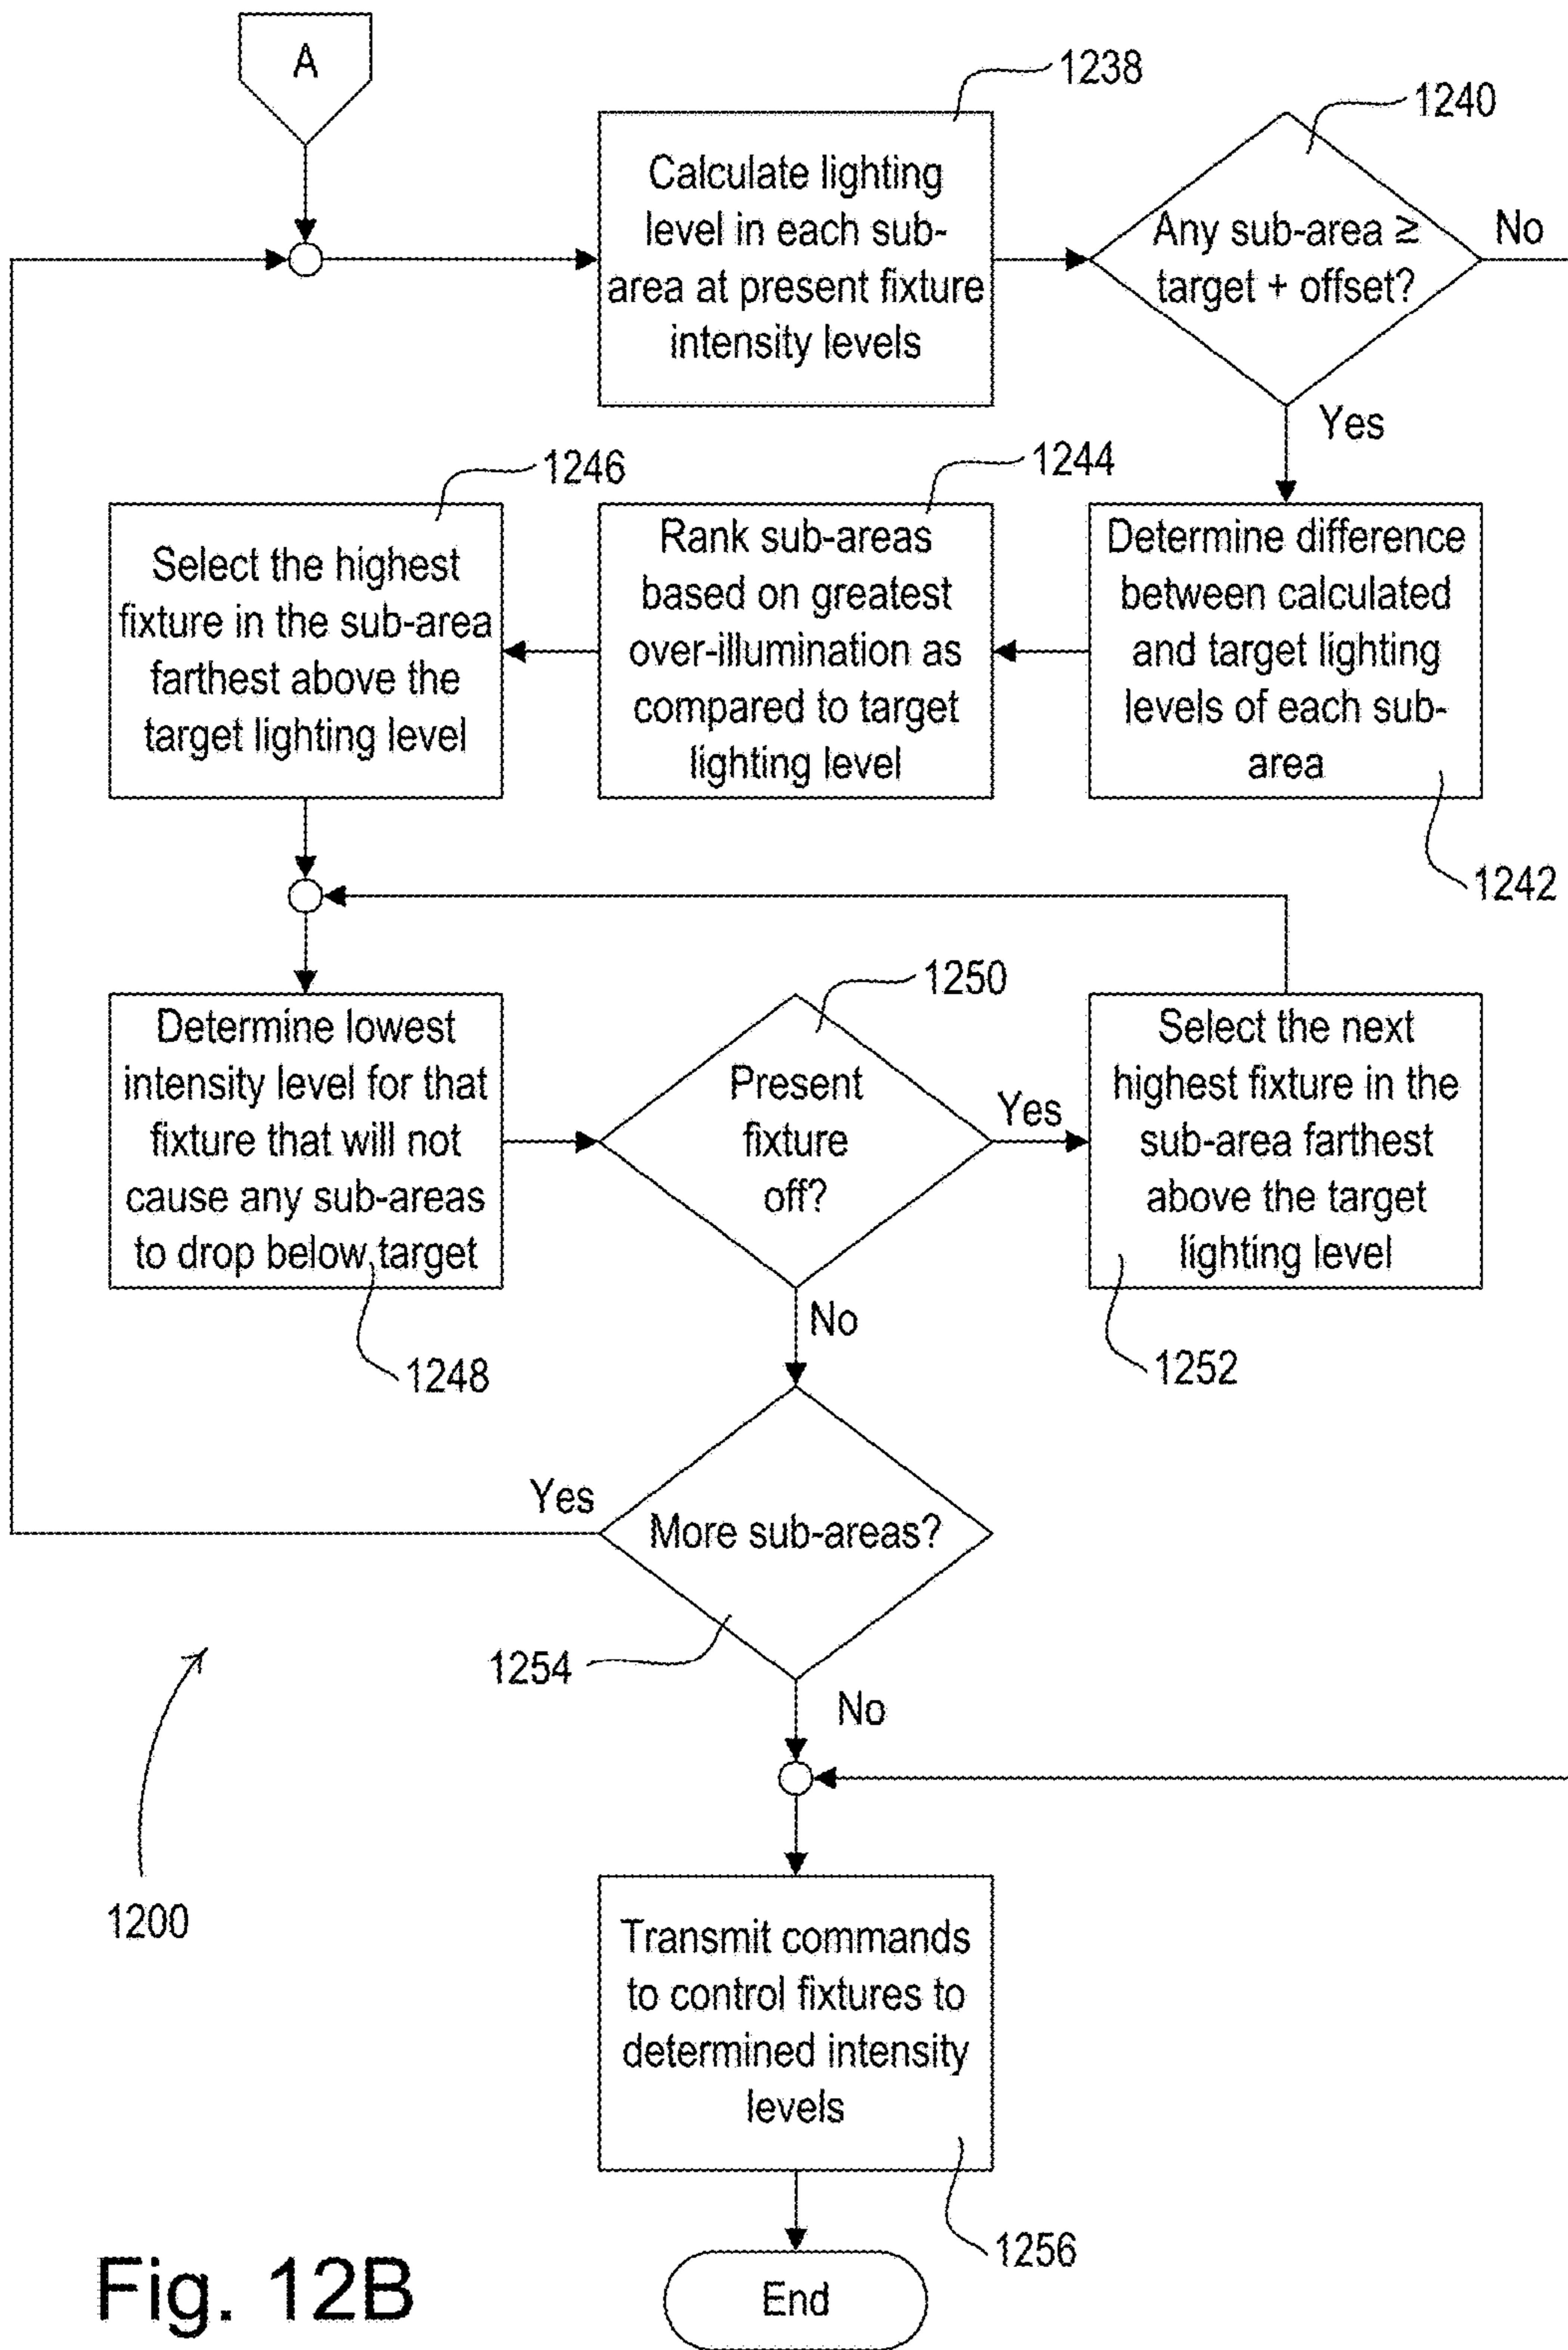 A
1238
Calculate lighting
level in each sub-
area at present fixture
intensity levels
1240
Any sub-area ≥
target + offset?
No
Yes
1246
Select the highest
fixture in the sub-area
farthest above the
target lighting level
1244
Rank sub-areas
based on greatest
over-illumination as
compared to target
lighting level
Determine difference
between calculated
and target lighting
levels of each sub-
area
1242
Determine lowest
intensity level for that
fixture that will not
cause any sub-areas
to drop below target
1248
1250
Present
fixture
off?
Yes
No
Select the next
highest fixture in the
sub-area farthest
above the target
lighting level
1252
Yes
More sub-areas?
1254
No
1200
Transmit commands
to control fixtures to
determined intensity
levels
1256
End
Fig. 12B